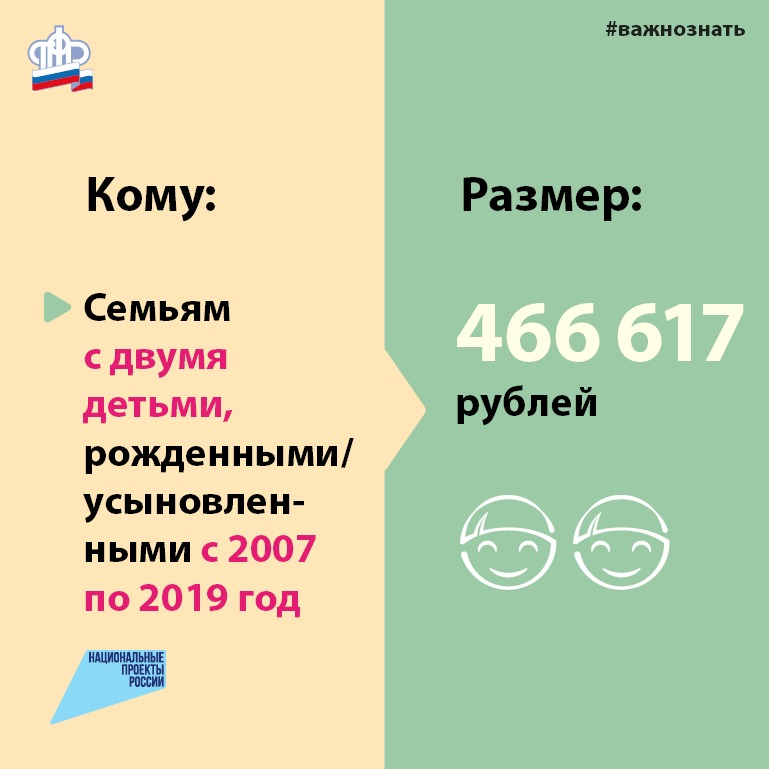 #важнознать
Кому:
Семьям
с двумя
детьми,
рожденными/
усыновлен-
ными с 2007
по 2019 год
Размер:
466 617
рублей
НАЦИОНАЛЬНЫЕ
ПРОЕКТЫ
РОССИИ